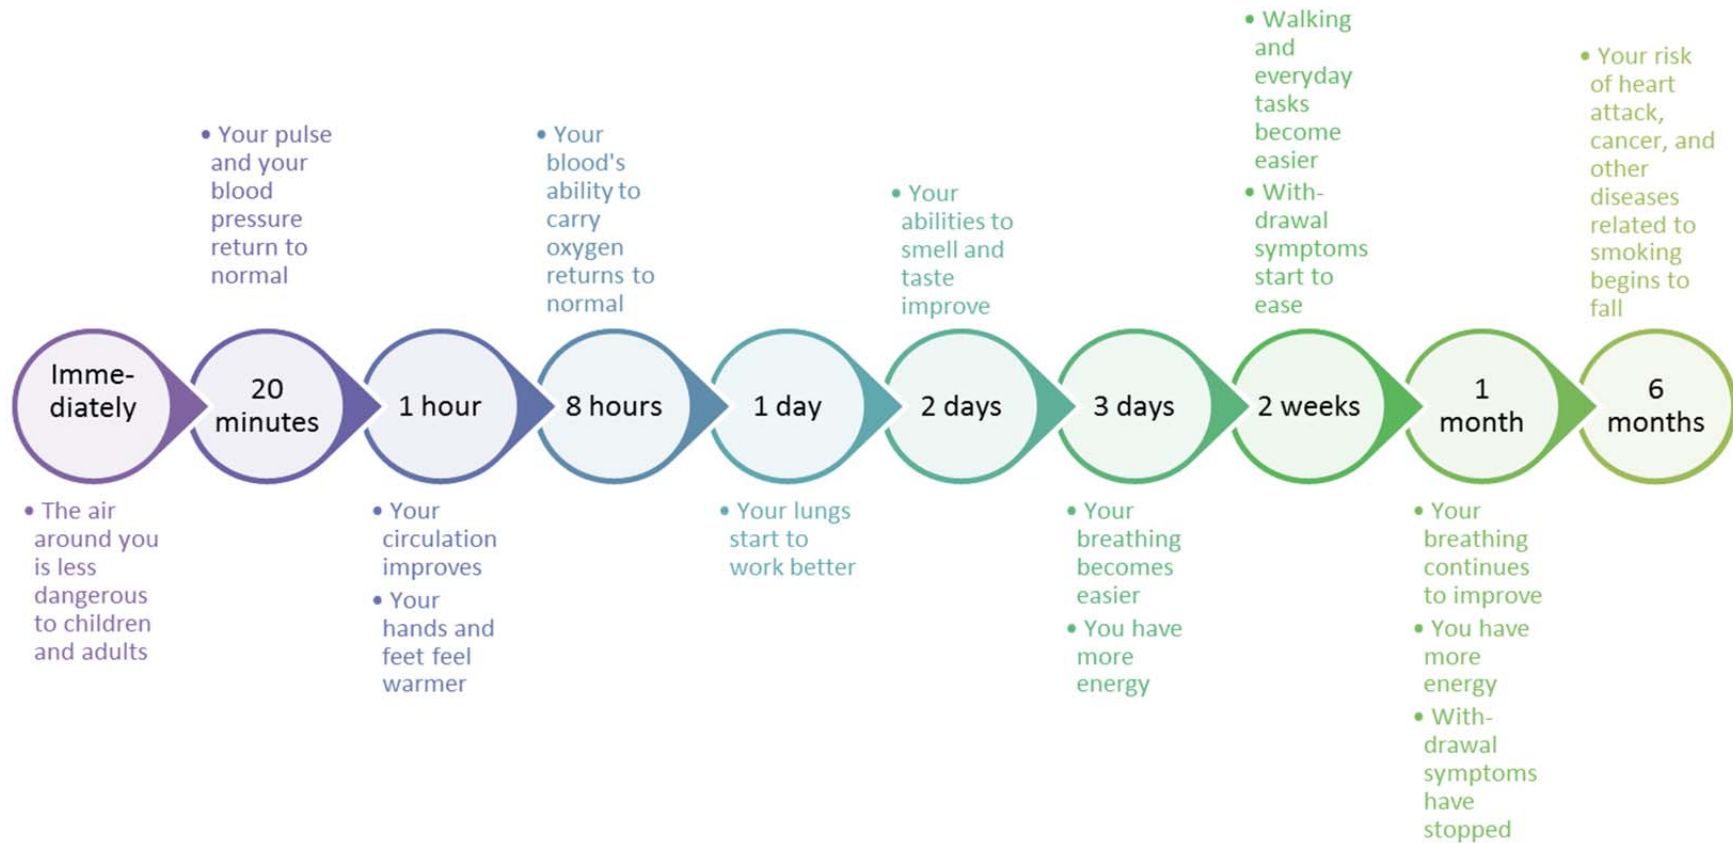 Imme-
diately
• The air
around you
is less
dangerous
to children
and adults
20
minutes
• Your pulse
and your
blood
pressure
return to
normal
1 hour
• Your
circulation
improves
• Your
hands and
feet feel
warmer
8 hours
• Your
blood's
ability to
carry
oxygen
returns to
normal
1 day
• Your lungs
start to
work better
2 days
• Your
abilities to
smell and
taste
improve
3 days
• Your
breathing
becomes
easier
• You have
more
energy
2 weeks
• Walking
and
everyday
tasks
become
easier
• With-
drawal
symptoms
start to
ease
1
month
• Your
breathing
continues
to improve
• You have
more
energy
• With-
drawal
symptoms
have
stopped
6
months
• Your risk
of heart
attack,
cancer, and
other
diseases
related to
smoking
begins to
fall